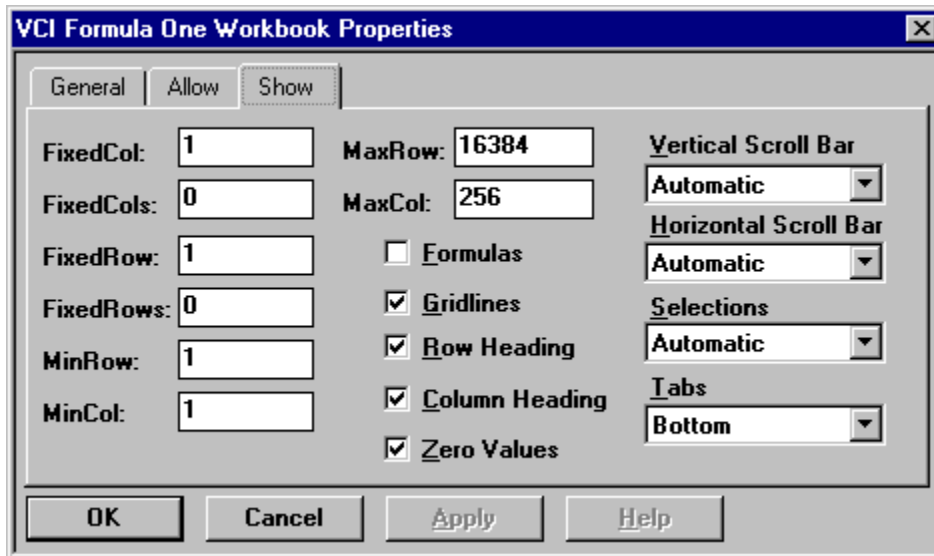 VCI Formula One Workbook Properties
General Allow Show
FixedCol: 1
FixedCols: 0
FixedRow: 1
FixedRows: 0
MinRow: 1
MinCol: 1
MaxRow: 16384
MaxCol: 256
Formulas
Gridlines
Row Heading
Column Heading
Zero Values
Vertical Scroll Bar
Automatic
Horizontal Scroll Bar
Automatic
Selections
Automatic
Tabs
Bottom
OK Cancel Apply Help